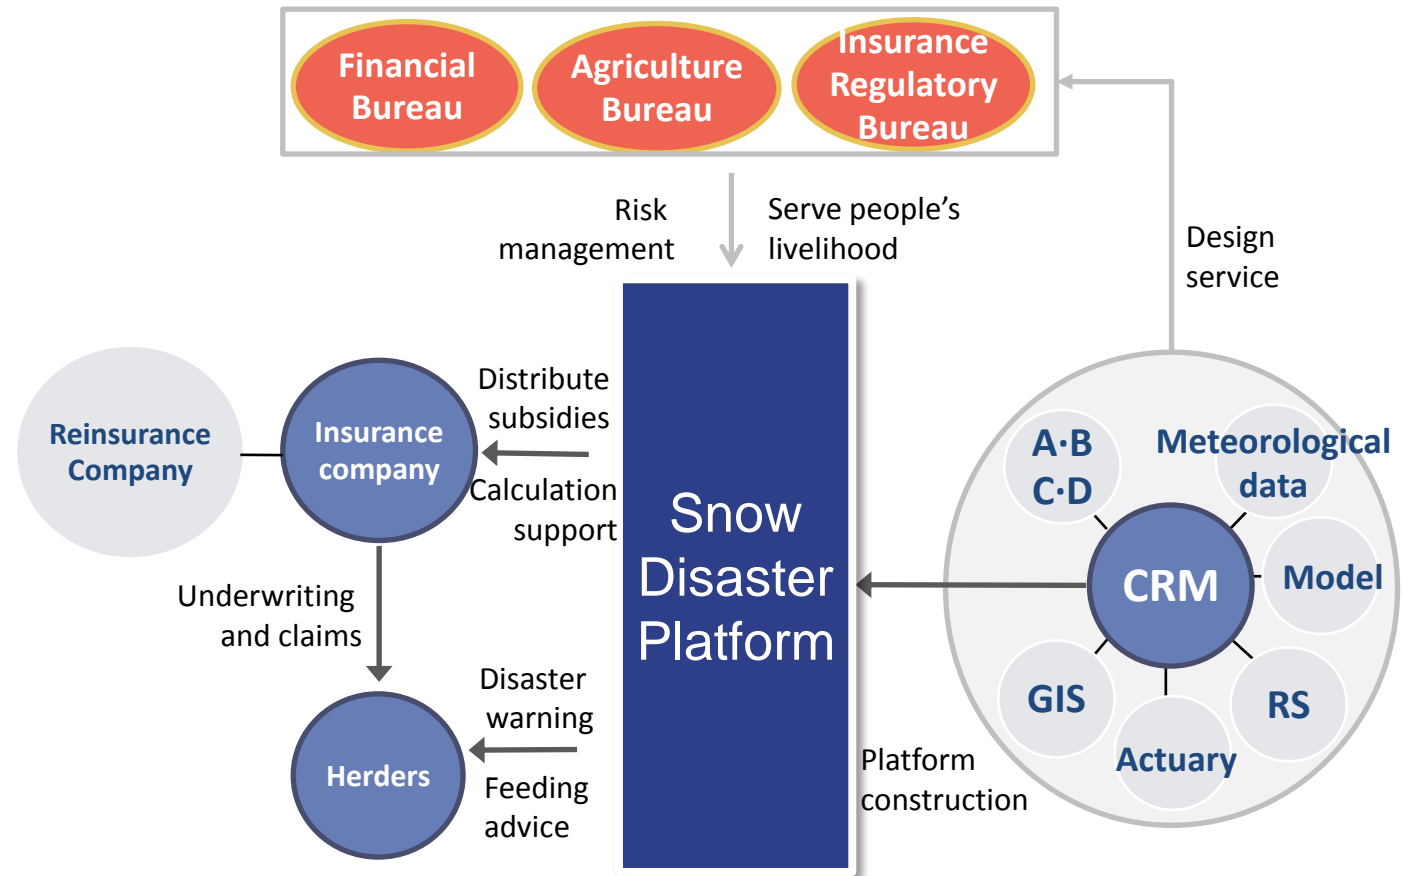 Financial
Bureau
Agriculture
Bureau
Insurance
Regulatory
Bureau
Risk
management
Serve people's
livelihood
Design
service
Reinsurance
Company
Insurance
company
Distribute
subsidies
Calculation
support
Snow
Disaster
Platform
A·B
C·D
Meteorological
data
CRM
Model
GIS
RS
Actuary
Underwriting
and claims
Herders
Disaster
warning
Feeding
advice
Platform
construction